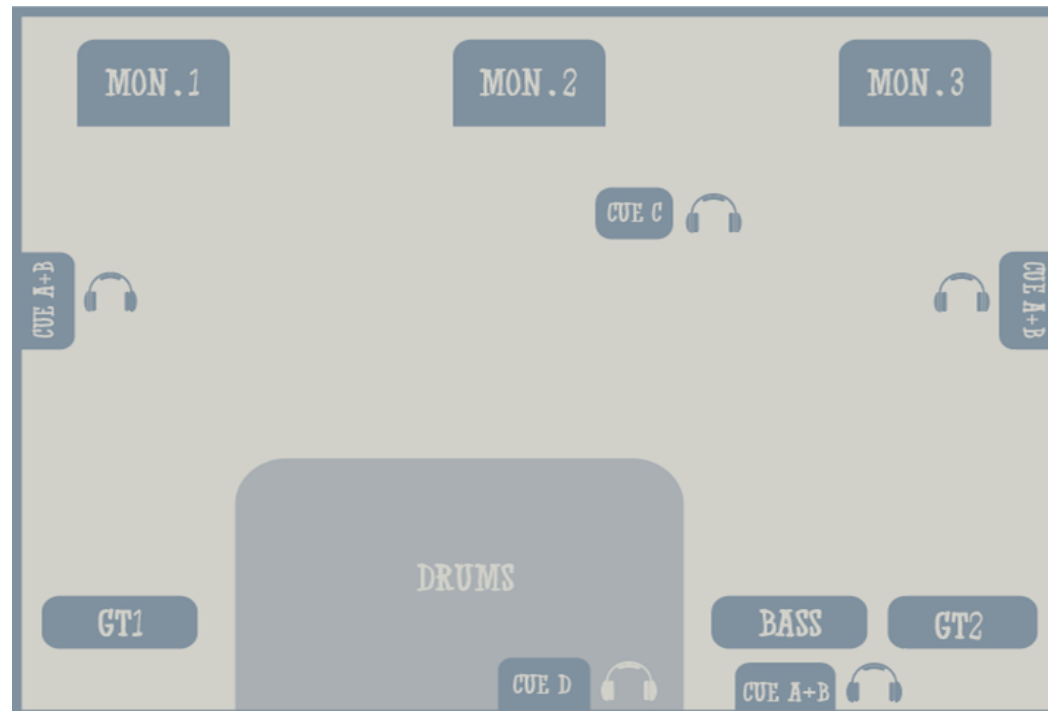 MON.1
MON.2
MON.3
CUE C
CUE A+B
CUE A+B
DRUMS
GT1
BASS
GT2
CUE D
CUE A+B